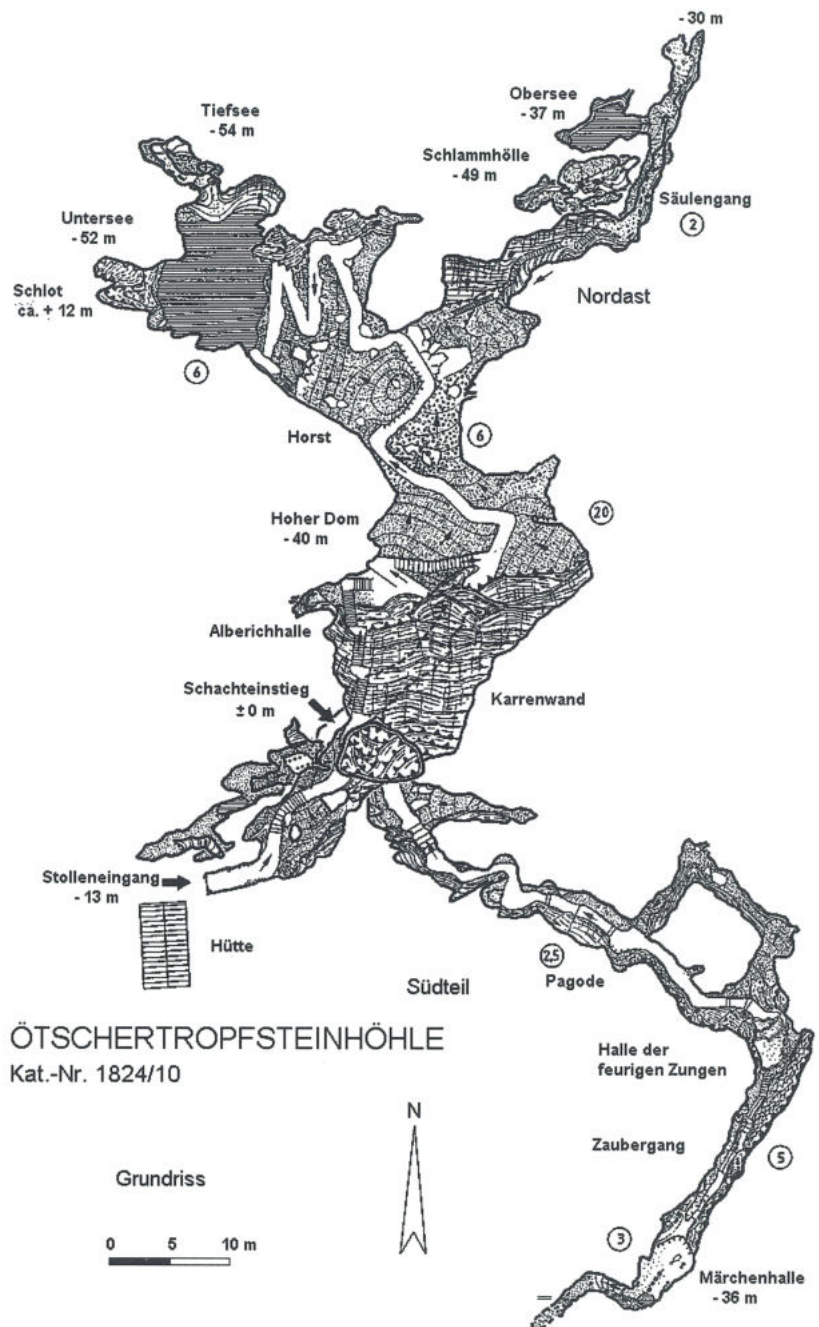 - 30 m
Obersee
- 37 m
Tiefsee
- 54 m
Schlammhölle
- 49 m
Säulengang
2
Untersee
- 52 m
Schlot
ca. + 12 m
Nordast
6
Horst
6
Hoher Dom
- 40 m
20
Alberichhalle
Schachteinstieg
± 0 m
Karrenwand
Stolleneingang
- 13 m
Hütte
2,5
Pagode
Südteil
ÖTSCHERTROPFSTEINHÖHLE
Kat.-Nr. 1824/10
Halle der
feurigen Zungen
N
Zaubergang
5
Grundriss
0 5 10 m
3
Märchenhalle
- 36 m